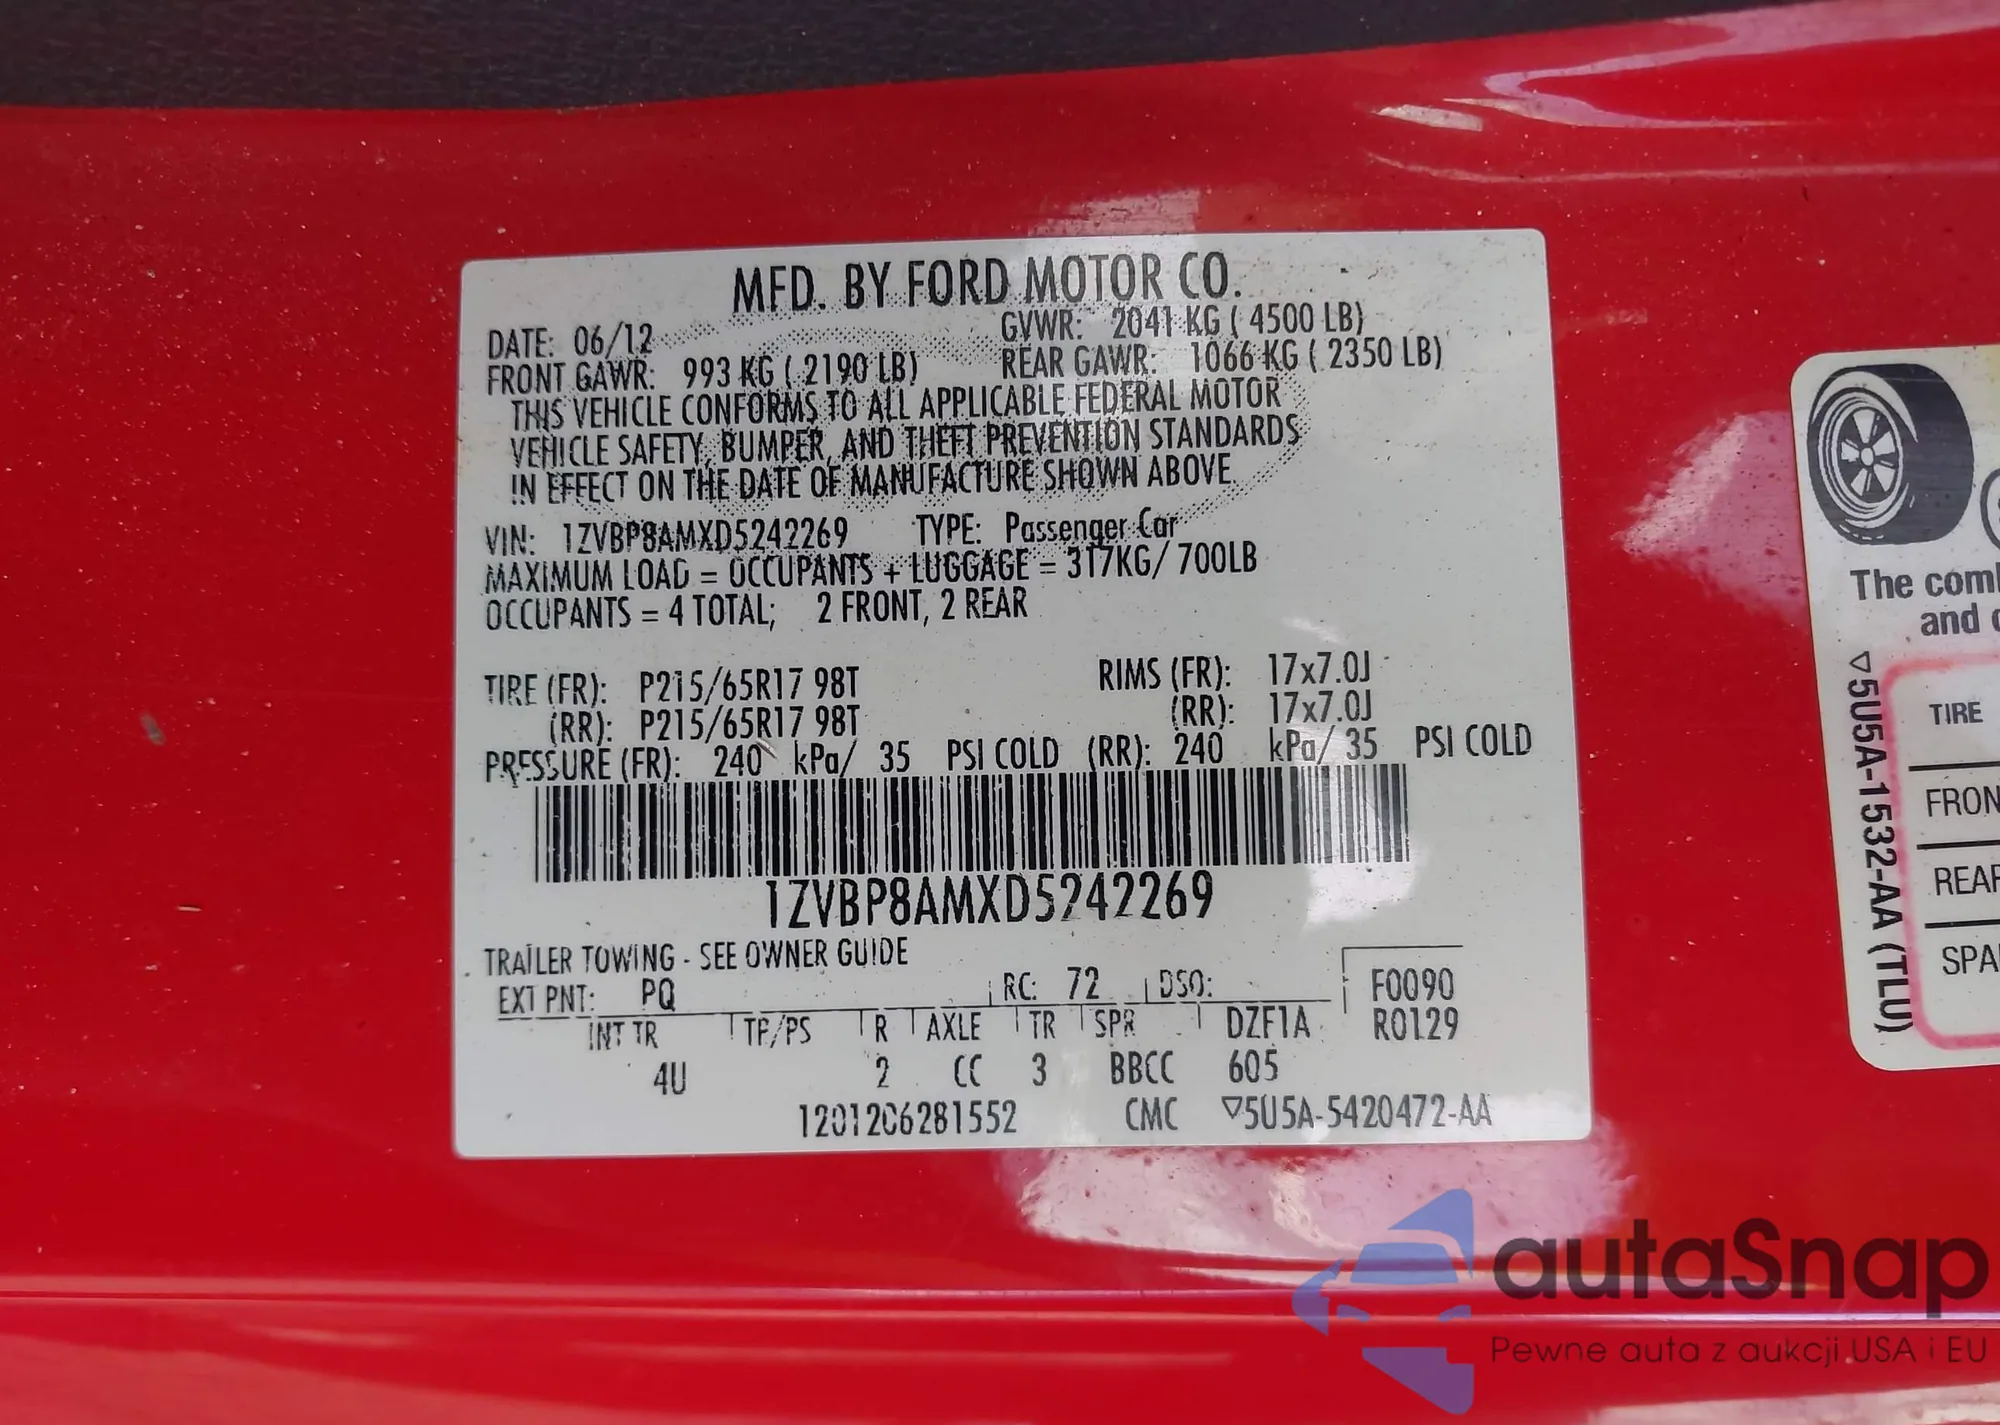 MFD. BY FORD MOTOR CO.
DATE: 06/12
GVWR: 2041 KG ( 4500 LB)
FRONT GAWR: 993 KG ( 2190 LB)
REAR GAWR: 1066 KG ( 2350 LB)
THIS VEHICLE CONFORMS TO ALL APPLICABLE FEDERAL MOTOR
VEHICLE SAFETY, BUMPER, AND THEFT PREVENTION STANDARDS
IN EFFECT ON THE DATE OF MANUFACTURE SHOWN ABOVE.
VIN: 1ZVBP8AMXD5242269 TYPE: Passenger Car
MAXIMUM LOAD = OCCUPANTS + LUGGAGE = 317KG/ 700LB
OCCUPANTS = 4 TOTAL; 2 FRONT, 2 REAR
TIRE (FR): P215/65R17 98T RIMS (FR): 17x7.0J
(RR): P215/65R17 98T (RR): 17x7.0J
PRESSURE (FR): 240 kPa/ 35 PSI COLD (RR): 240 kPa/ 35 PSI COLD
1ZVBP8AMXD5242269
TRAILER TOWING - SEE OWNER GUIDE
EXT PNT: PQ RC: 72 DSO: F0090
INT TR TP/PS R AXLE TR SPR DZF1A R0129
4U 2 CC 3 BBCC 605
1201206281552 CMC ▽5U5A-5420472-AA
The com
and
▽5U5A-1532-AA (TLU)
TIRE
FRON
REAR
SPA
autaSnap
Pewne auta z aukcji USA i EU